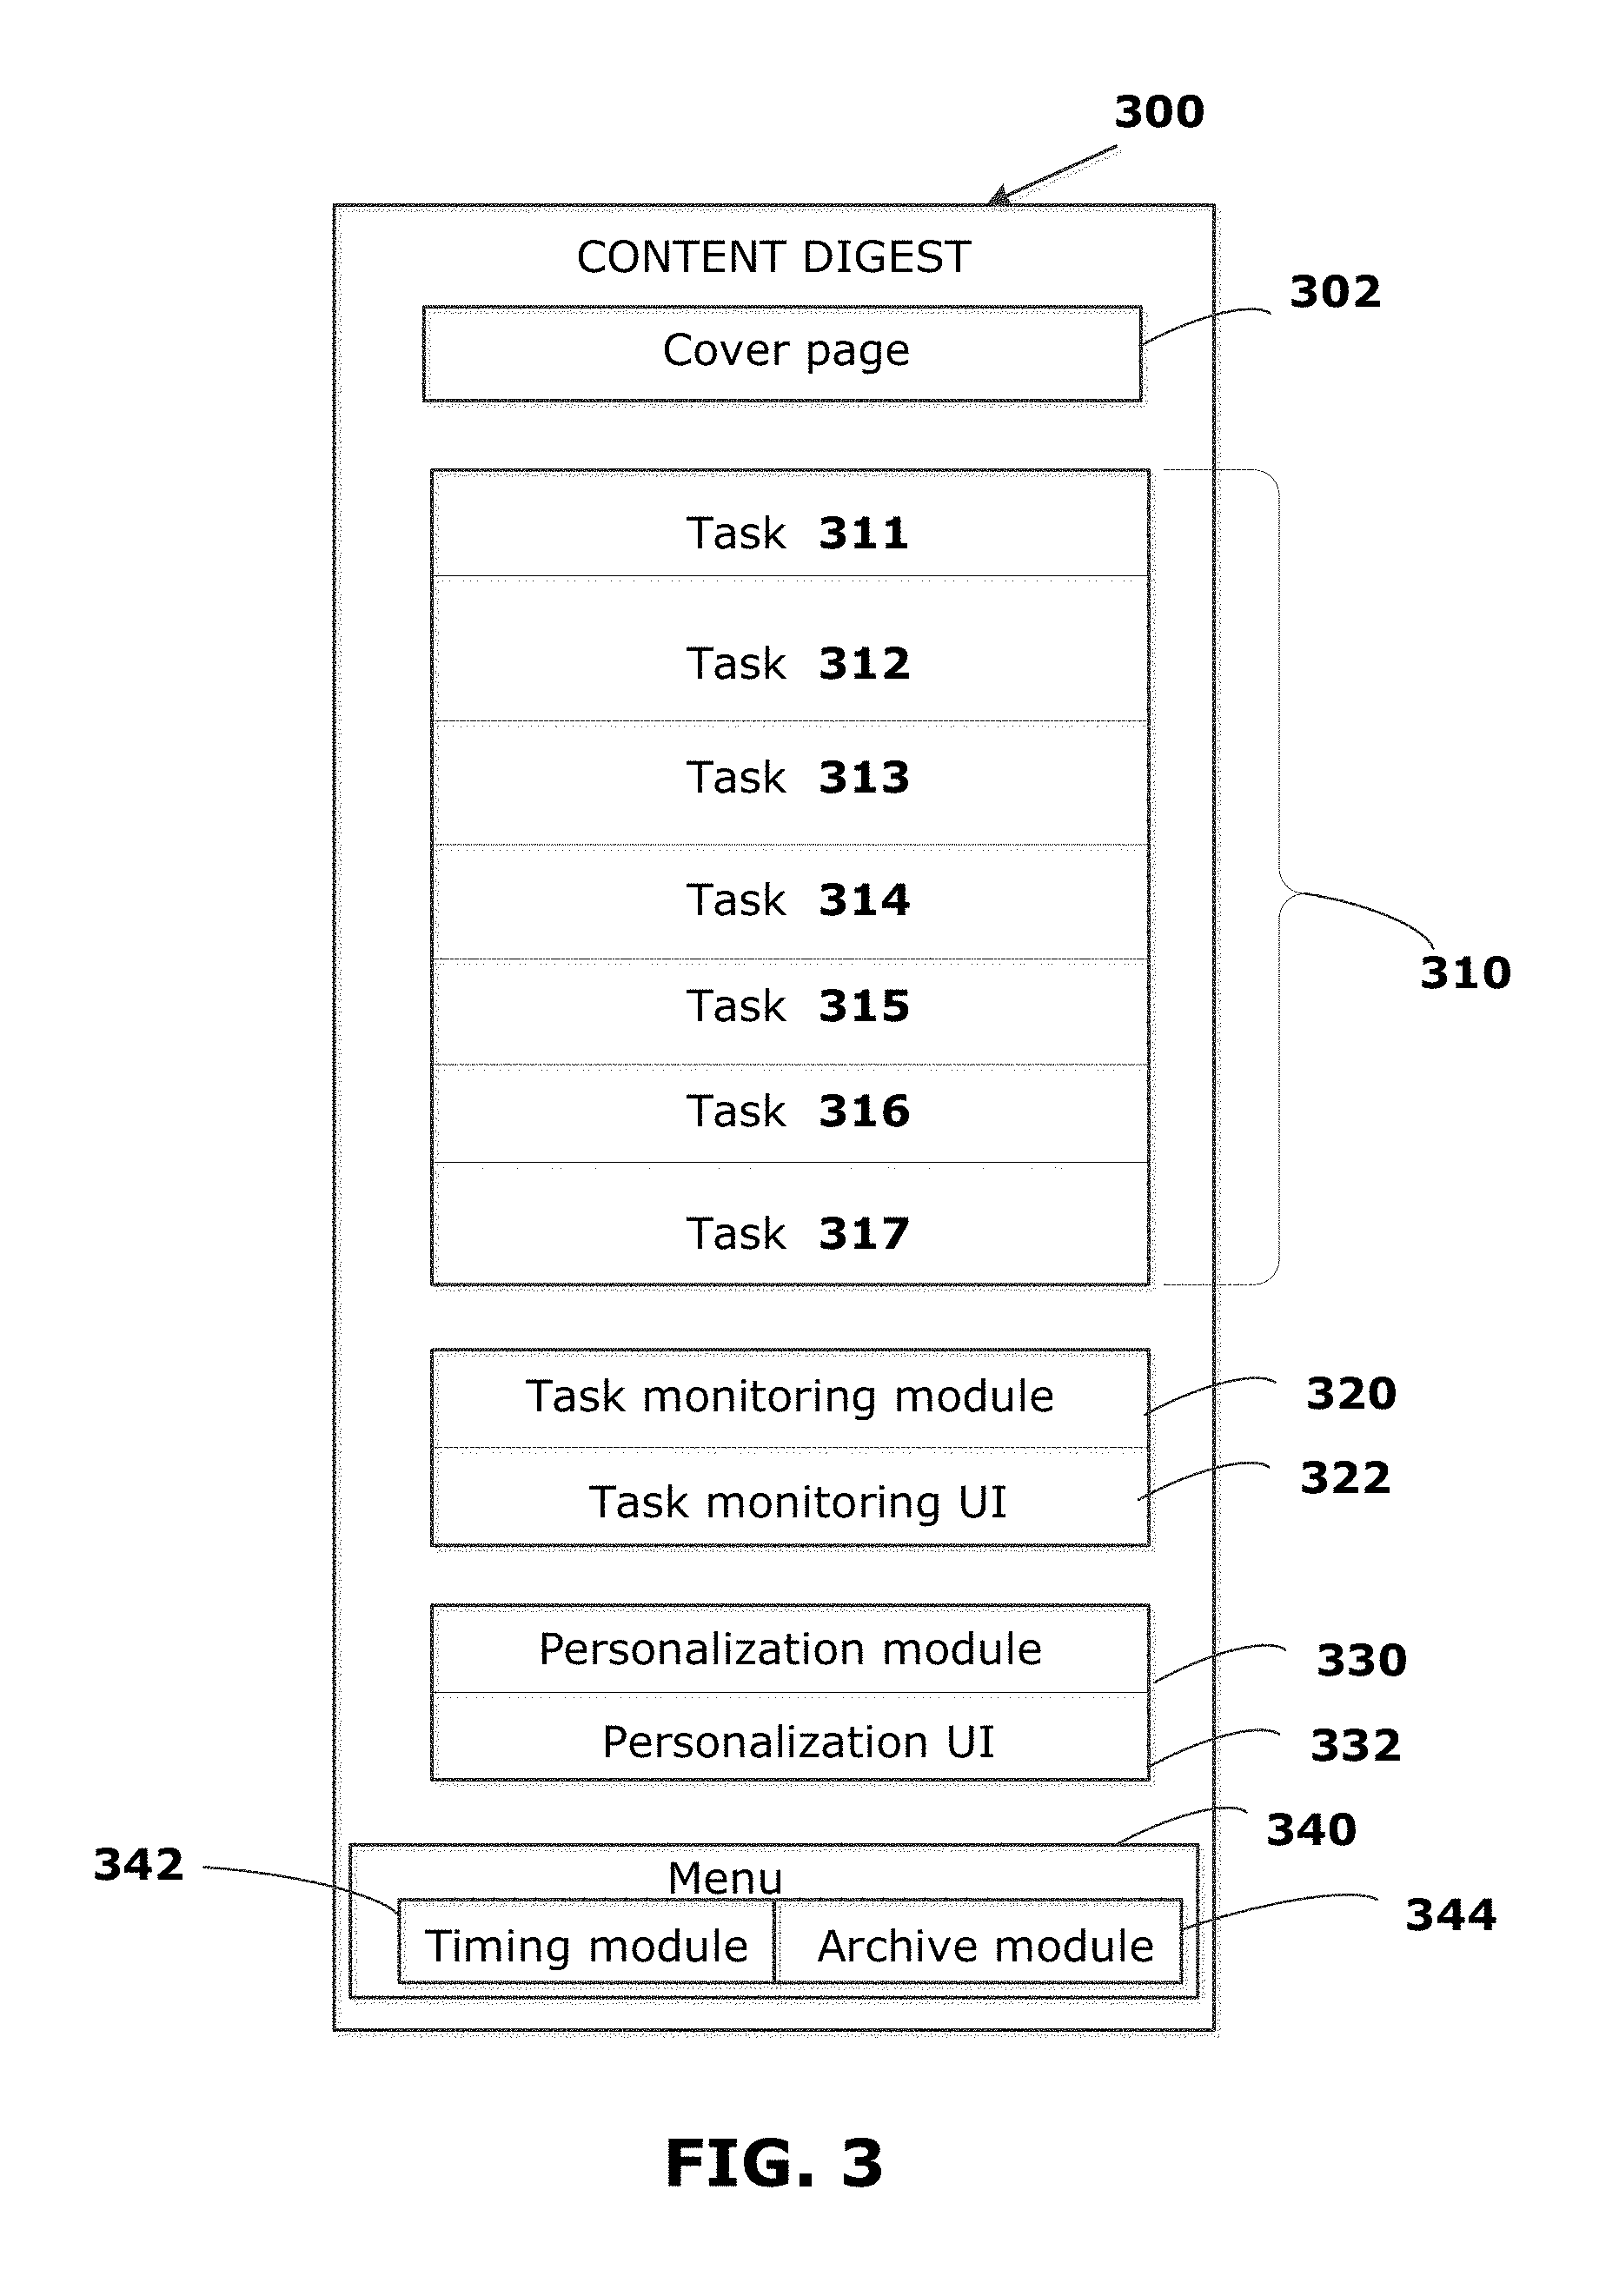 300
CONTENT DIGEST
302
Cover page
Task 311
Task 312
Task 313
Task 314
310
Task 315
Task 316
Task 317
Task monitoring module
320
Task monitoring UI
322
Personalization module
330
Personalization UI
332
340
342
Menu
344
Timing module
Archive module
FIG. 3